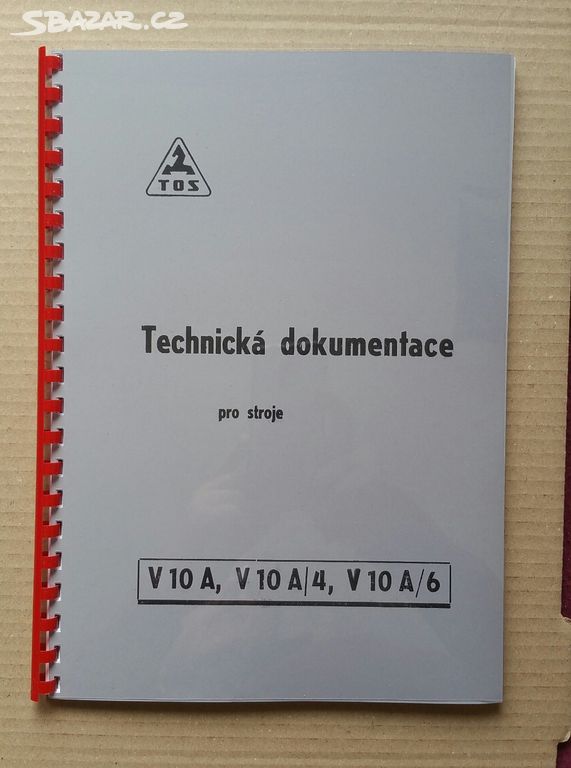 SBAZAR.CZ
TOS
Technická dokumentace
pro stroje
V 10 A, V 10 A/4, V 10 A/6